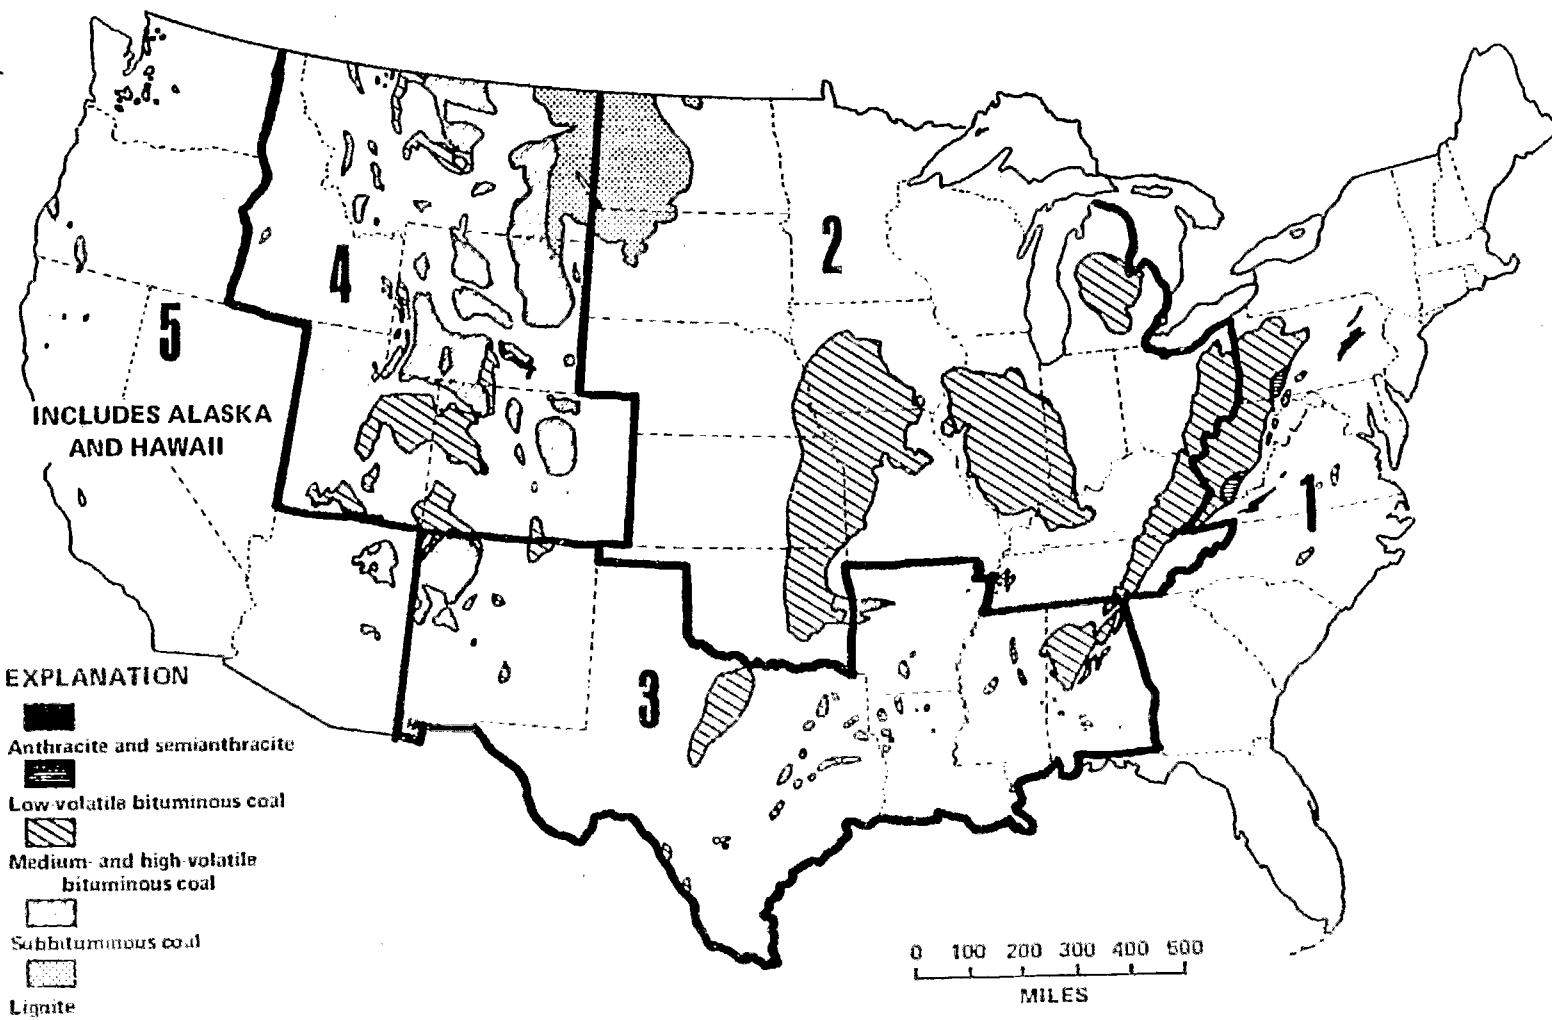 2
4
5
INCLUDES ALASKA
AND HAWAII
1
3
EXPLANATION
Anthracite and semianthracite
Low-volatile bituminous coal
Medium- and high-volatile
bituminous coal
Subbituminous coal
Lignite
0 100 200 300 400 500
MILES